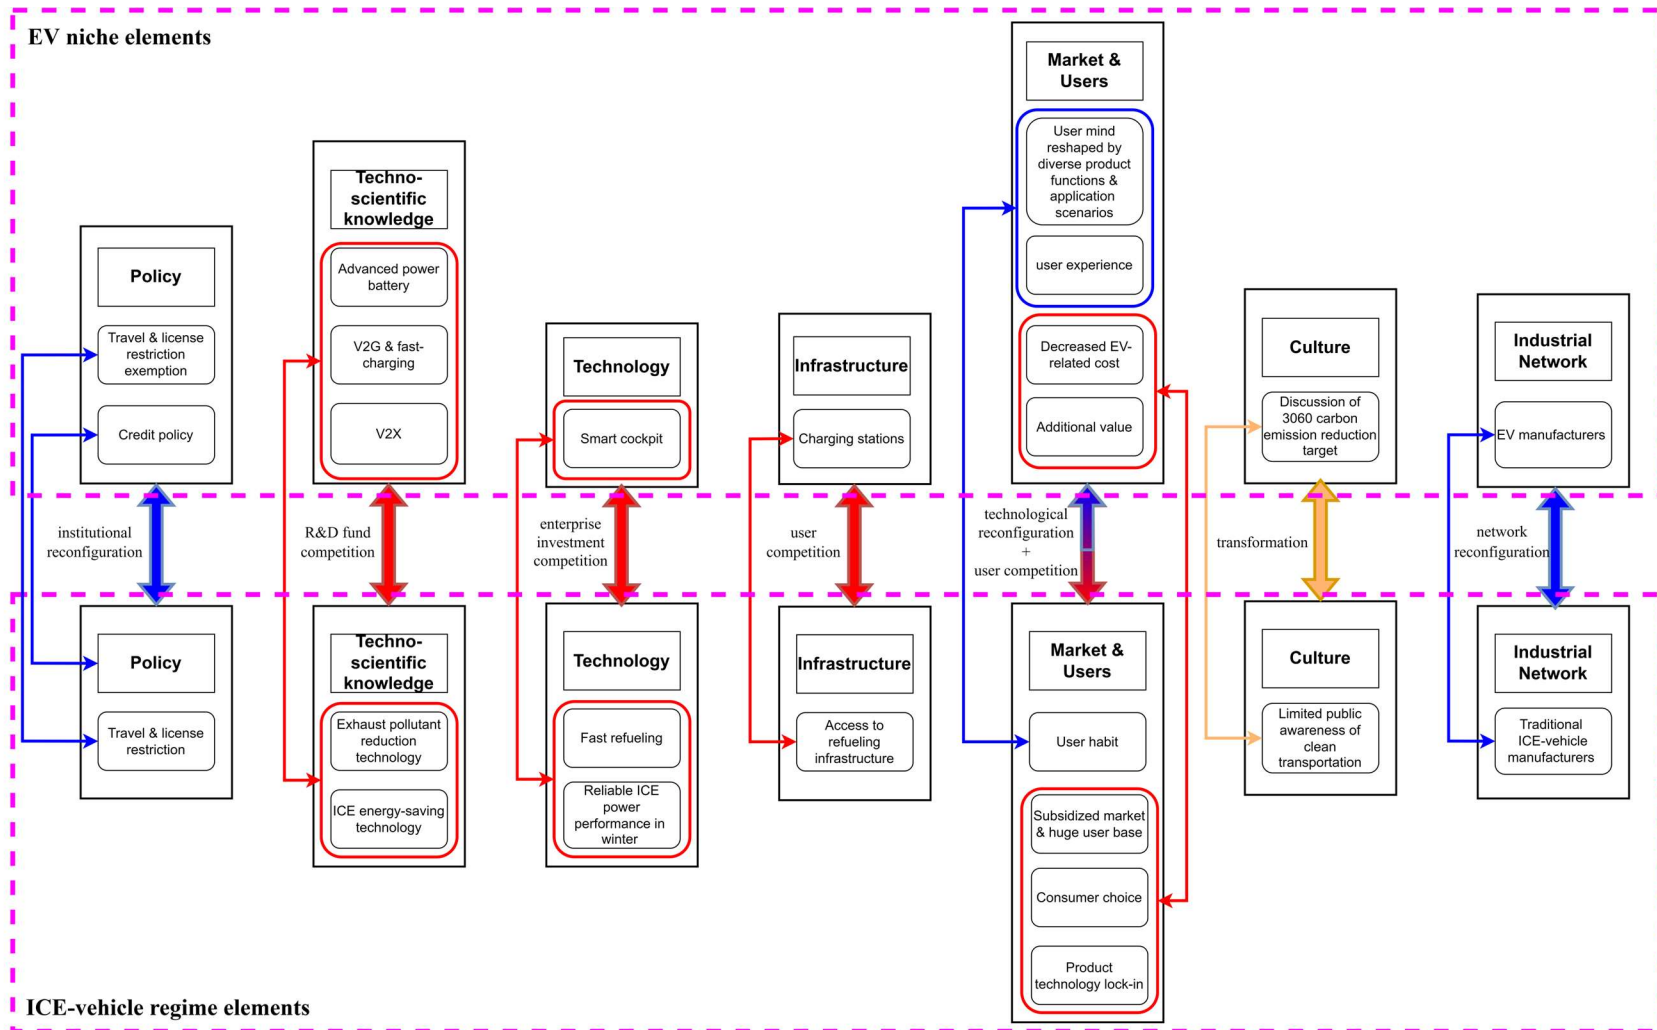 EV niche elements
Policy
Travel & license
restriction
exemption
Credit policy
Techno-
scientific
knowledge
Advanced power
battery
V2G & fast-
charging
V2X
Technology
Smart cockpit
Infrastructure
Charging stations
Market &
Users
User mind
reshaped by
diverse product
functions &
application
scenarios
user experience
Decreased EV-
related cost
Additional value
Culture
Discussion of
3060 carbon
emission reduction
target
Industrial
Network
EV manufacturers
institutional
reconfiguration
R&D fund
competition
enterprise
investment
competition
user
competition
technological
reconfiguration
+
user competition
transformation
network
reconfiguration
Policy
Travel & license
restriction
Techno-
scientific
knowledge
Exhaust pollutant
reduction
technology
ICE energy-saving
technology
Technology
Fast refueling
Reliable ICE
power
performance in
winter
Infrastructure
Access to
refueling
infrastructure
Market &
Users
User habit
Subsidized market
& huge user base
Consumer choice
Product
technology lock-in
Culture
Limited public
awareness of
clean
transportation
Industrial
Network
Traditional
ICE-vehicle
manufacturers
ICE-vehicle regime elements